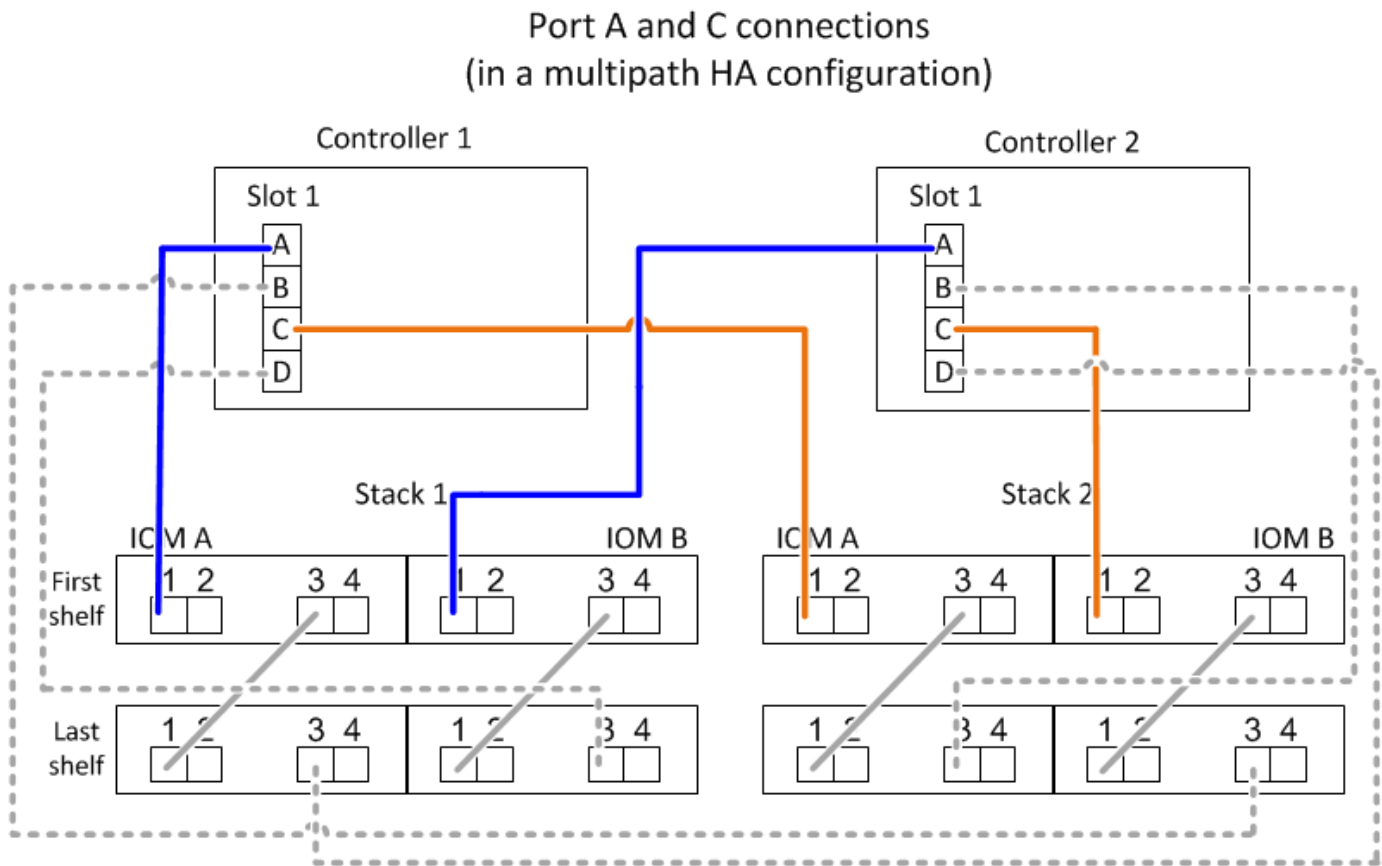 Port A and C connections
(in a multipath HA configuration)
Controller 1
Controller 2
Slot 1
Slot 1
A
A
B
B
C
C
D
D
Stack 1
Stack 2
IOM A
IOM B
IOM A
IOM B
First
shelf
1 2 3 4 1 2 3 4 1 2 3 4 1 2 3 4
Last
shelf
1 2 3 4 1 2 3 4 1 2 3 4 1 2 3 4